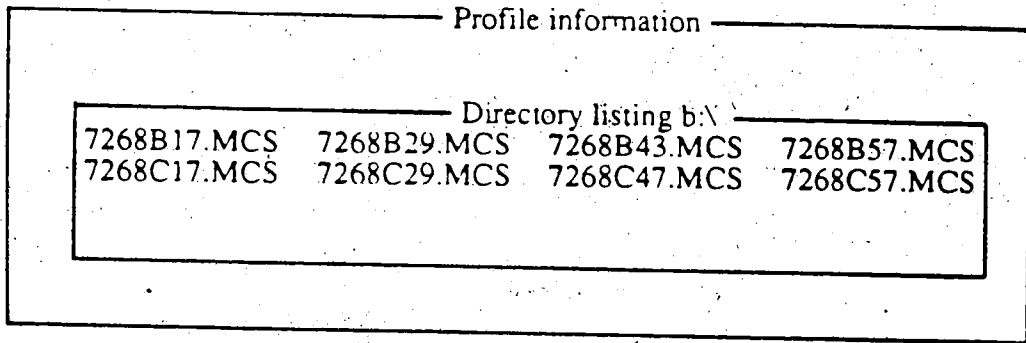 Profile information
Directory listing b:\
7268B17.MCS 7268B29.MCS 7268B43.MCS 7268B57.MCS
7268C17.MCS 7268C29.MCS 7268C47.MCS 7268C57.MCS